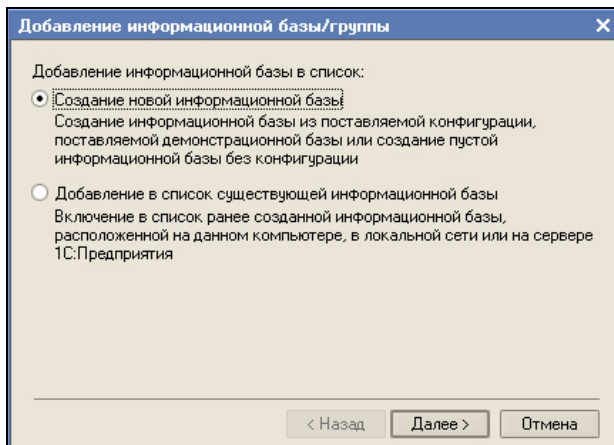 Добавление информационной базы/группы
Добавление информационной базы в список:
Создание новой информационной базы
Создание информационной базы из поставляемой конфигурации,
поставляемой демонстрационной базы или создание пустой
информационной базы без конфигурации
Добавление в список существующей информационной базы
Включение в список ранее созданной информационной базы,
расположенной на данном компьютере, в локальной сети или на сервере
1С:Предприятия
< Назад Далее > Отмена